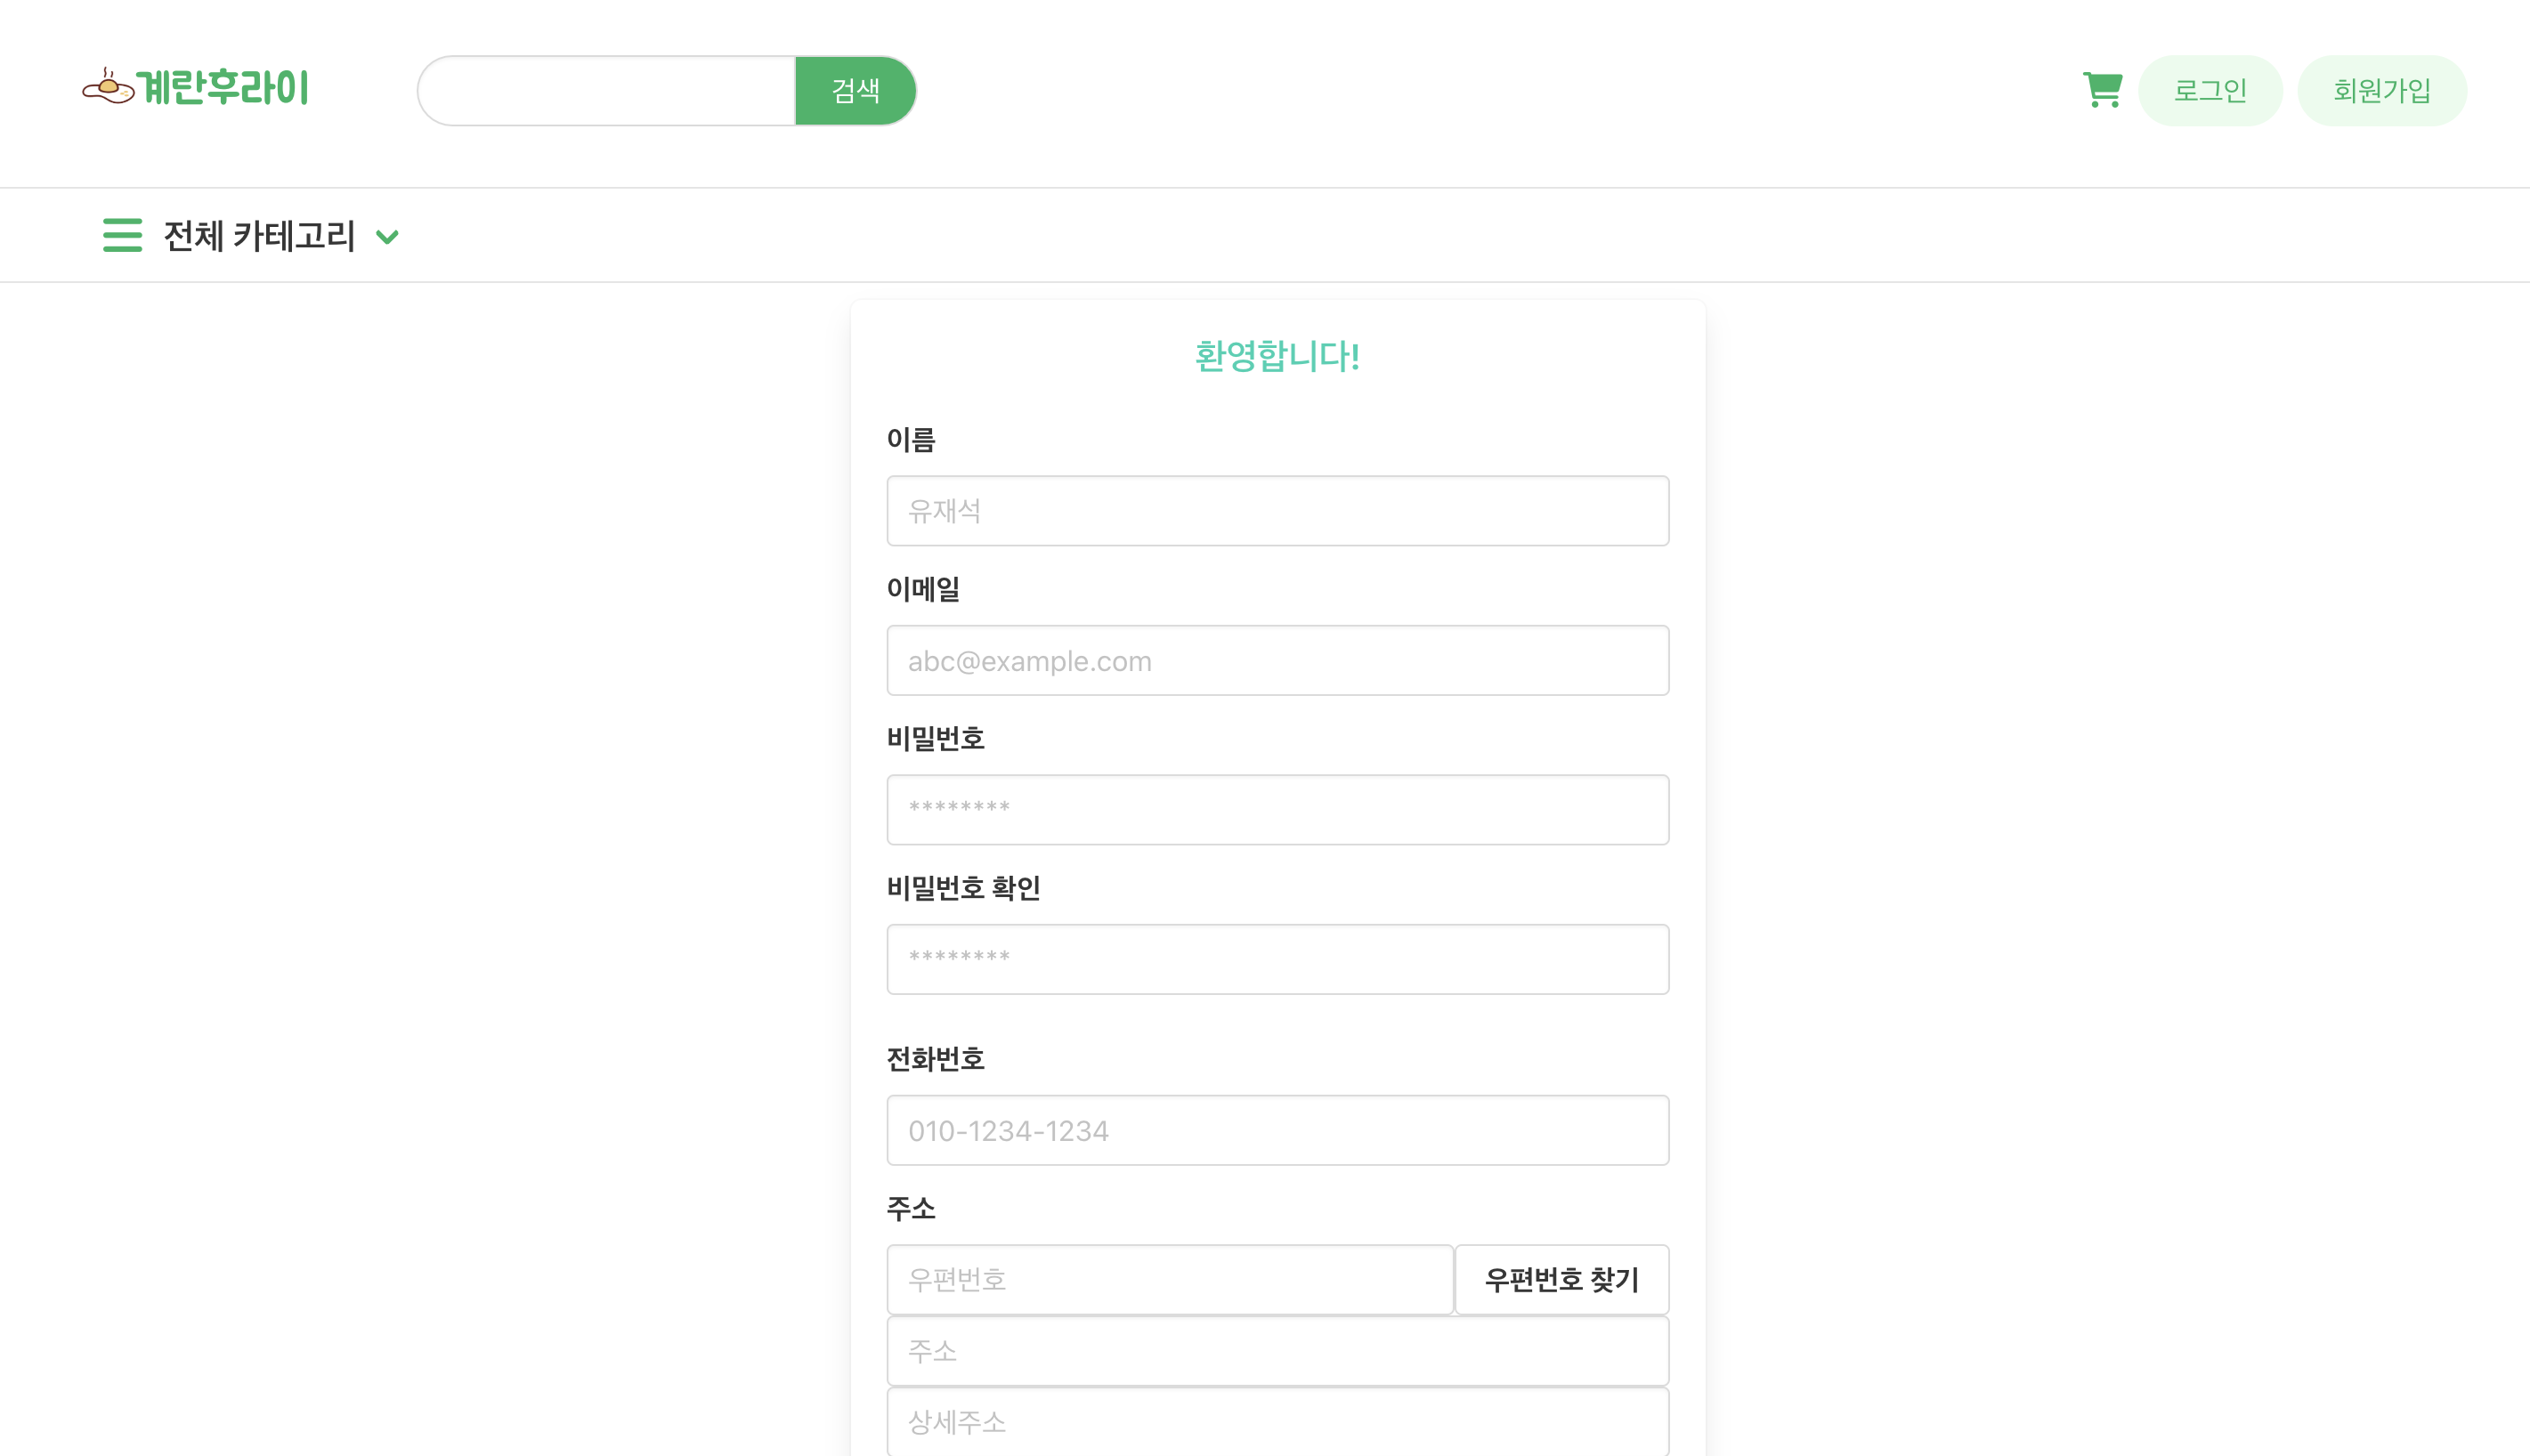 계란후라이
검색
로그인
회원가입
전체 카테고리
환영합니다!
이름
유재석
이메일
abc@example.com
비밀번호
********
비밀번호 확인
********
전화번호
010-1234-1234
주소
우편번호
우편번호 찾기
주소
상세주소